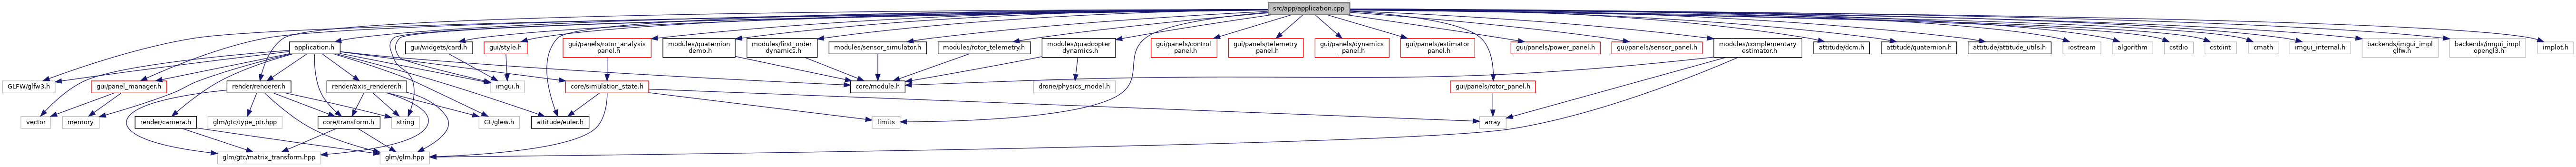 src/app/application.cpp
application.h
gui/widgets/card.h
gui/style.h
gui/panels/rotor_analysis
_panel.h
modules/quaternion
_demo.h
modules/first_order
_dynamics.h
modules/sensor_simulator.h
modules/rotor_telemetry.h
modules/quadcopter
_dynamics.h
gui/panels/control
_panel.h
gui/panels/telemetry
_panel.h
gui/panels/dynamics
_panel.h
gui/panels/estimator
_panel.h
gui/panels/power_panel.h
gui/panels/sensor_panel.h
modules/complementary
_estimator.h
attitude/dcm.h
attitude/quaternion.h
attitude/attitude_utils.h
iostream
algorithm
cstdio
cstdint
cmath
imgui_internal.h
backends/imgui_impl
_glfw.h
backends/imgui_impl
_opengl3.h
implot.h
GLFW/glfw3.h
gui/panel_manager.h
render/renderer.h
render/axis_renderer.h
imgui.h
core/simulation_state.h
core/module.h
drone/physics_model.h
gui/panels/rotor_panel.h
vector
memory
render/camera.h
glm/gtc/type_ptr.hpp
core/transform.h
string
GL/glew.h
attitude/euler.h
limits
array
glm/gtc/matrix_transform.hpp
glm/glm.hpp